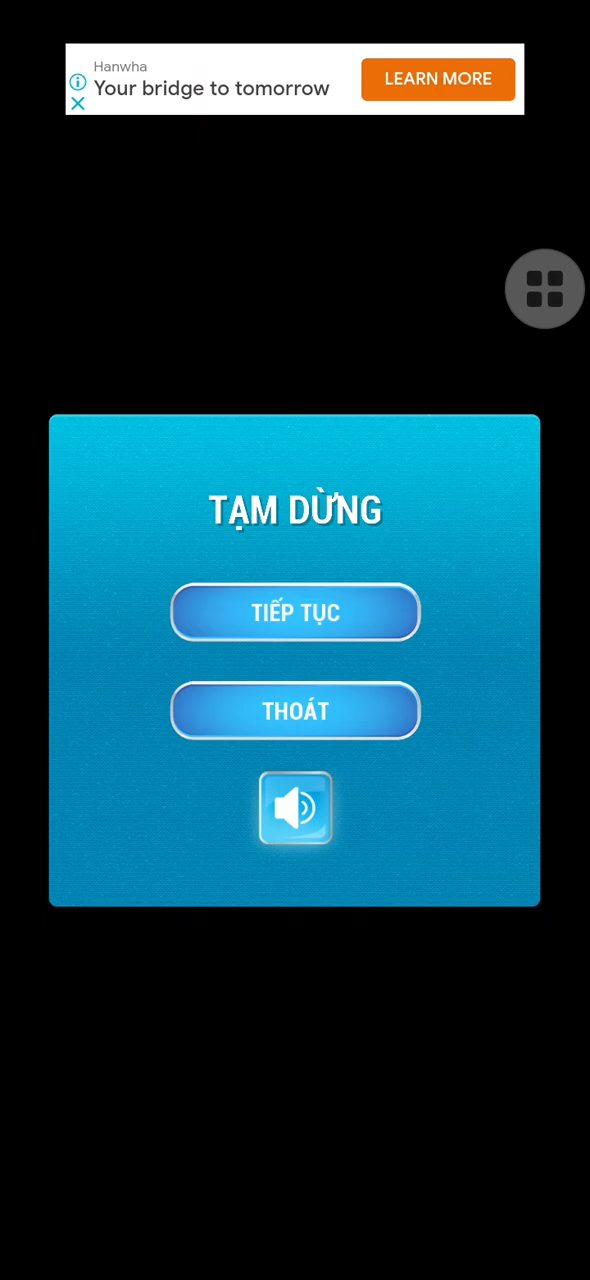 Hanwha
Your bridge to tomorrow
LEARN MORE
TẠM DỪNG
TIẾP TỤC
THOÁT